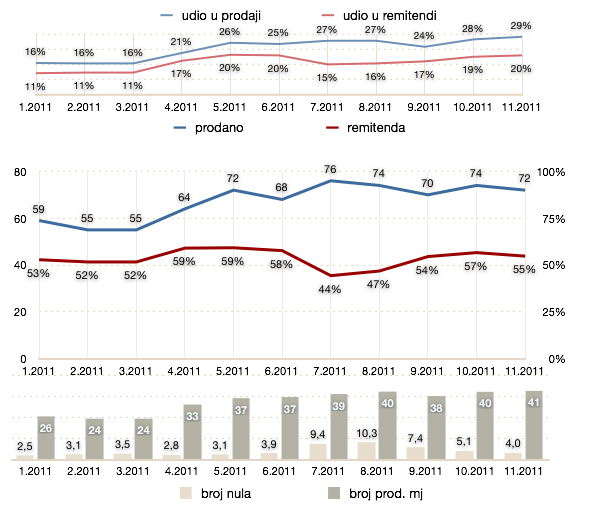 udio u prodaji udio u remitendi
16% 16% 16% 21% 26% 25% 27% 27% 24% 28% 29%
11% 11% 11% 17% 20% 20% 15% 16% 17% 19% 20%
1.2011 2.2011 3.2011 4.2011 5.2011 6.2011 7.2011 8.2011 9.2011 10.2011 11.2011
prodano remitenda
80 100%
59 55 55 64 72 68 76 74 70 74 72
60 75%
40 50%
53% 52% 52% 59% 59% 58% 44% 47% 54% 57% 55%
20 25%
0 0%
1.2011 2.2011 3.2011 4.2011 5.2011 6.2011 7.2011 8.2011 9.2011 10.2011 11.2011
2,5 26 3,1 24 3,5 24 2,8 33 3,1 37 3,9 37 9,4 39 10,3 40 7,4 38 5,1 40 4,0 41
1.2011 2.2011 3.2011 4.2011 5.2011 6.2011 7.2011 8.2011 9.2011 10.2011 11.2011
broj nula broj prod. mj